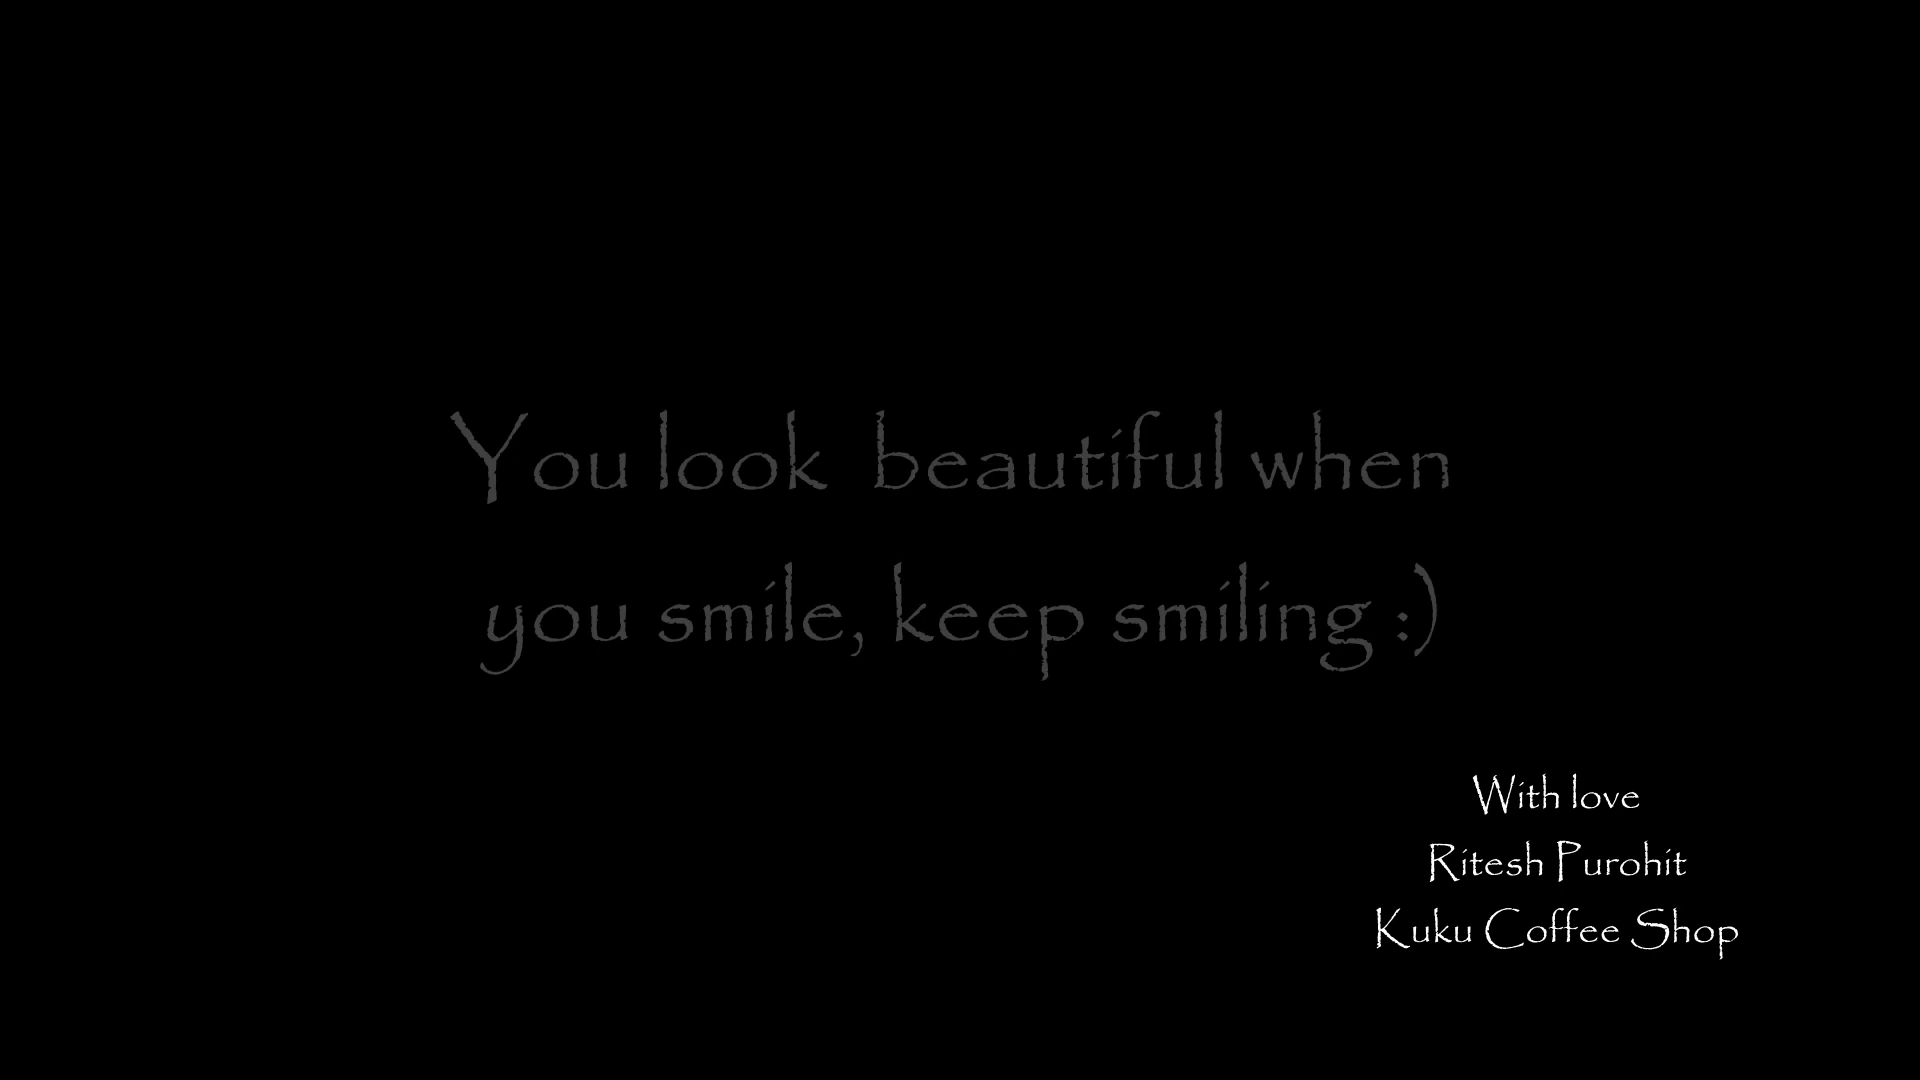 You look  beautiful when
you smile, keep smiling :)
With love
Ritesh Purohit
Kuku Coffee Shop